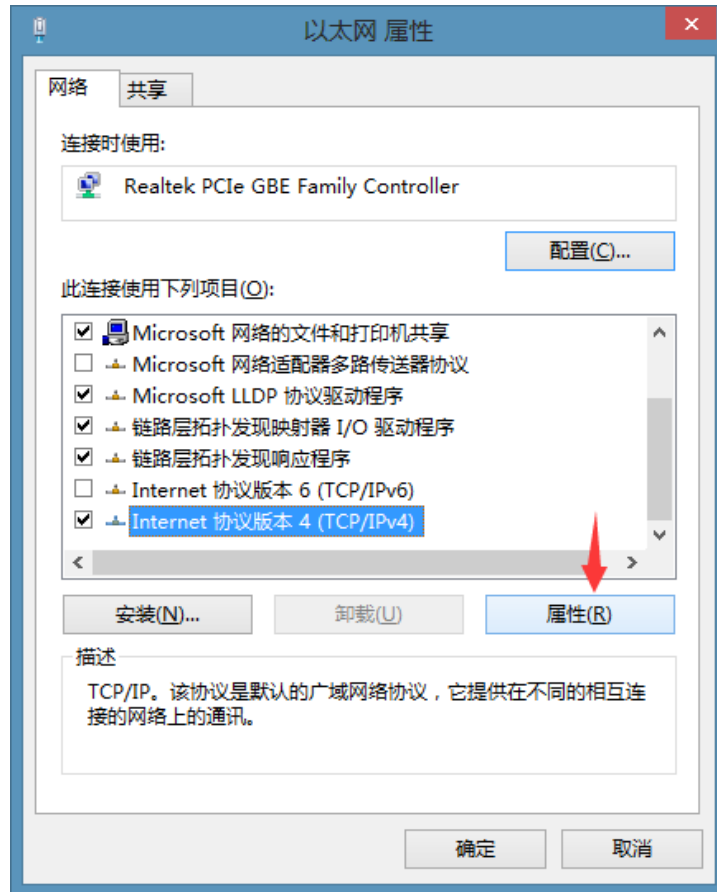 以太网 属性
网络
共享
连接时使用:
Realtek PCIe GBE Family Controller
配置(C)...
此连接使用下列项目(O):
Microsoft 网络的文件和打印机共享
Microsoft 网络适配器多路传送器协议
Microsoft LLDP 协议驱动程序
链路层拓扑发现映射器 I/O 驱动程序
链路层拓扑发现响应程序
Internet 协议版本 6 (TCP/IPv6)
Internet 协议版本 4 (TCP/IPv4)
安装(N)...
卸载(U)
属性(R)
描述
TCP/IP。该协议是默认的广域网络协议，它提供在不同的相互连
接的网络上的通讯。
确定
取消